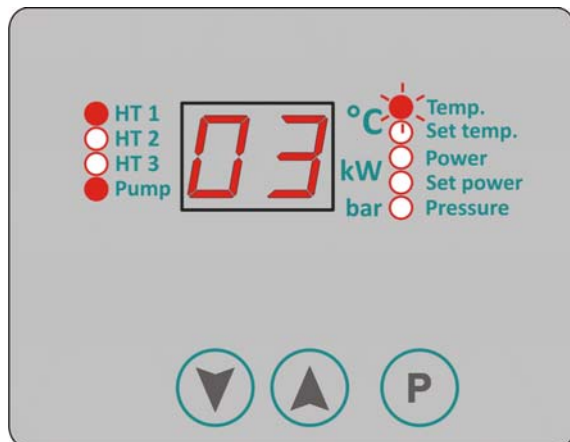 HT 1
HT 2
HT 3
Pump
03
°C
kW
bar
Temp.
Set temp.
Power
Set power
Pressure
P